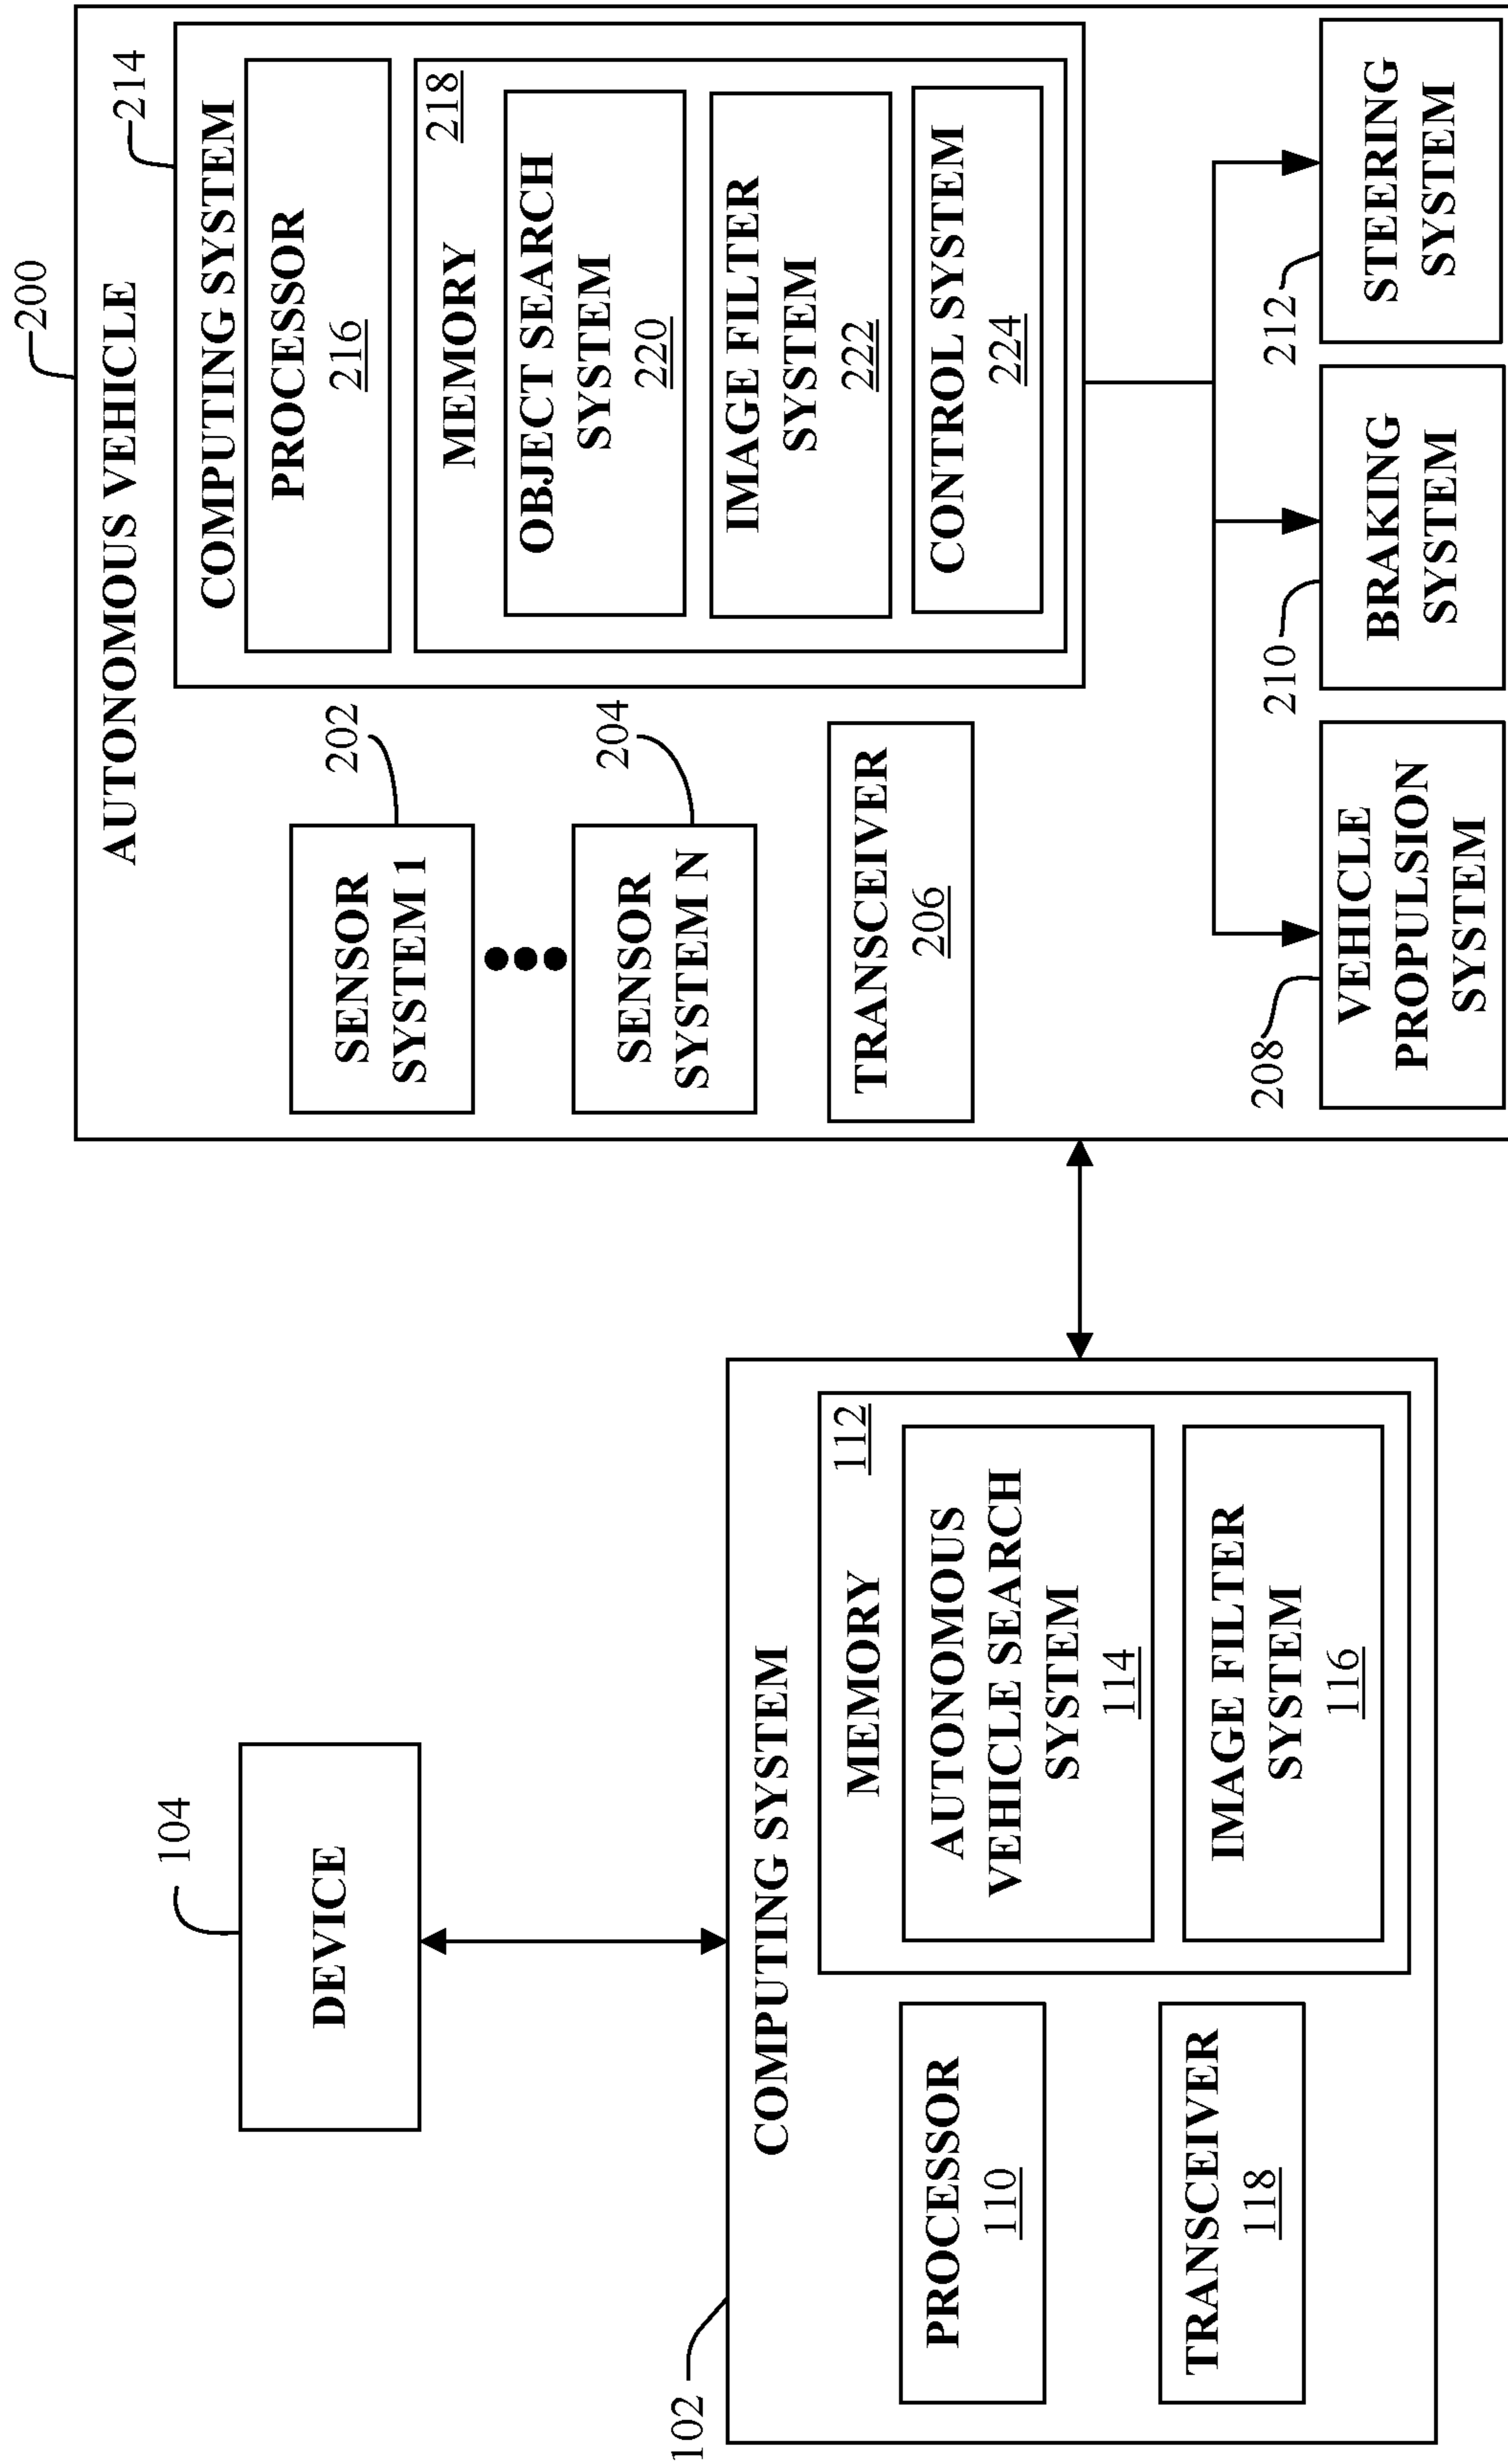 200
AUTONOMOUS VEHICLE
214
COMPUTING SYSTEM
PROCESSOR
216
218
MEMORY
OBJECT SEARCH
SYSTEM
220
IMAGE FILTER
SYSTEM
222
CONTROL SYSTEM
224
202
SENSOR
SYSTEM 1
204
SENSOR
SYSTEM N
TRANSCEIVER
206
208
VEHICLE
PROPULSION
SYSTEM
210
BRAKING
SYSTEM
212
STEERING
SYSTEM
104
DEVICE
102
COMPUTING SYSTEM
PROCESSOR
110
TRANSCEIVER
118
112
MEMORY
AUTONOMOUS
VEHICLE SEARCH
SYSTEM
114
IMAGE FILTER
SYSTEM
116